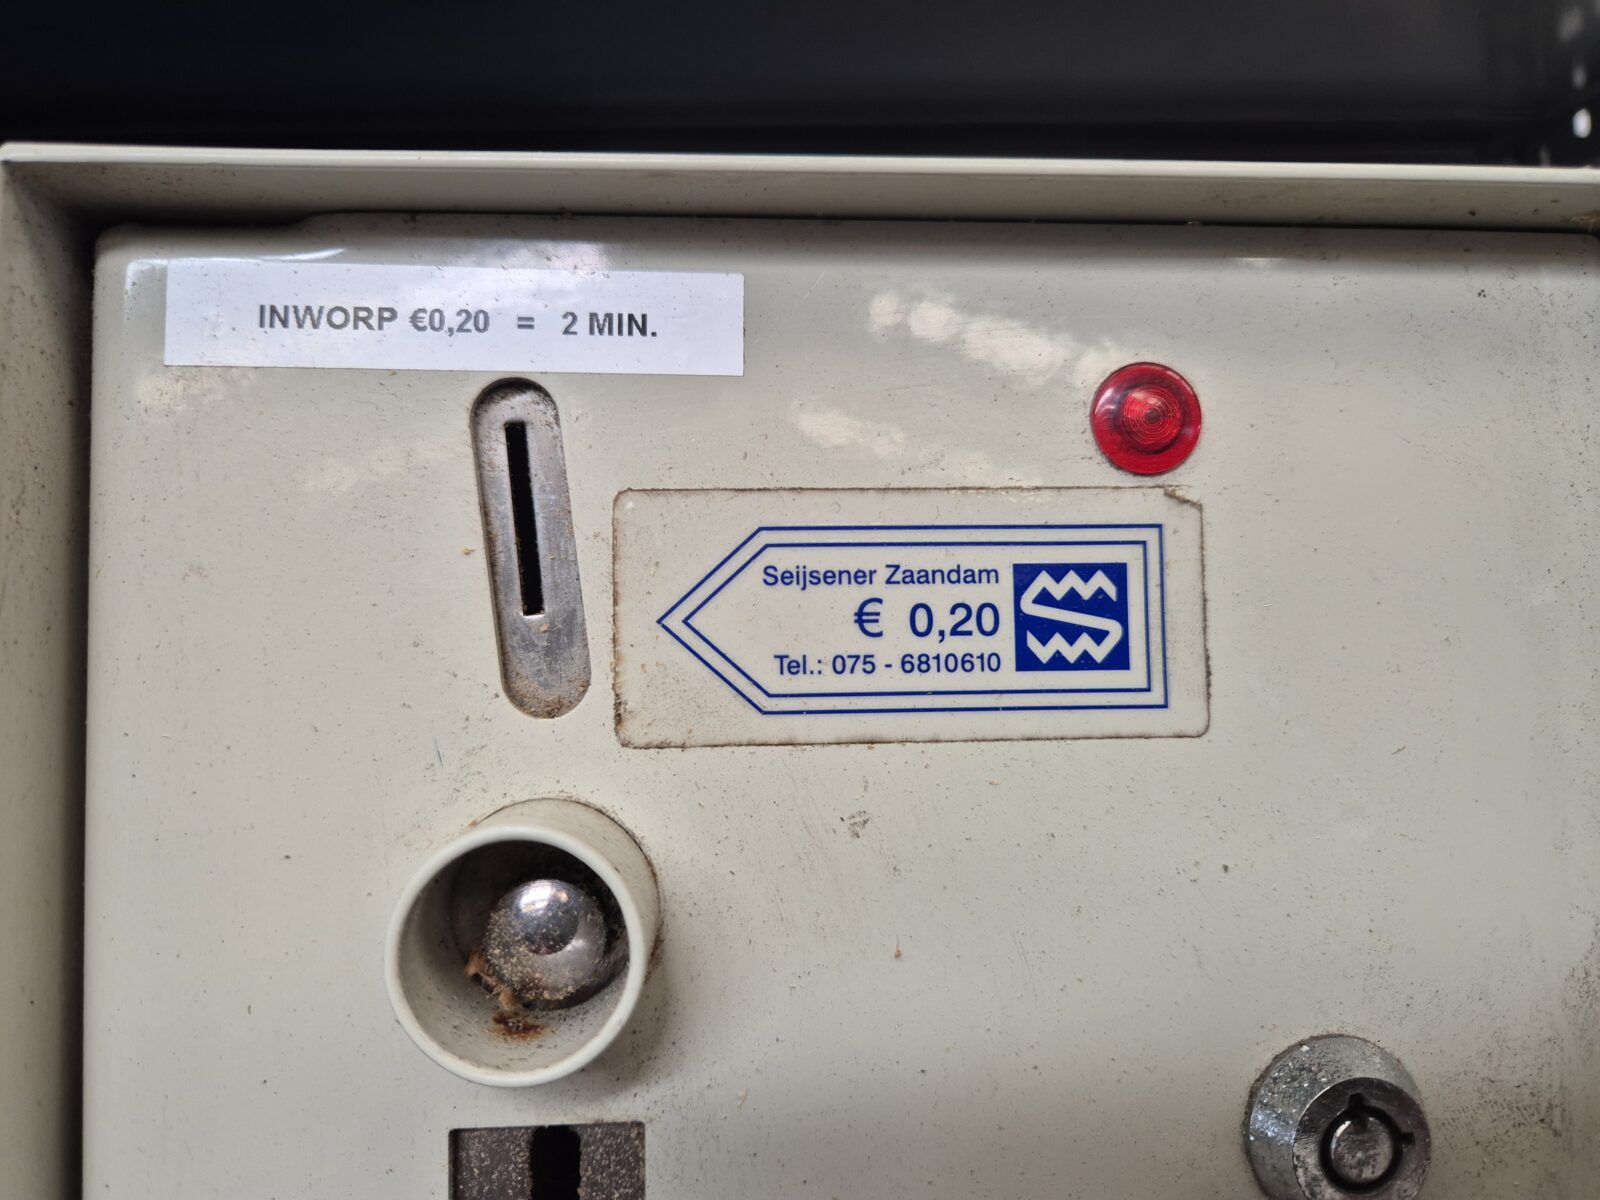 INWORP €0,20 = 2 MIN.
Seijsener Zaandam
€ 0,20
Tel.: 075 - 6810610